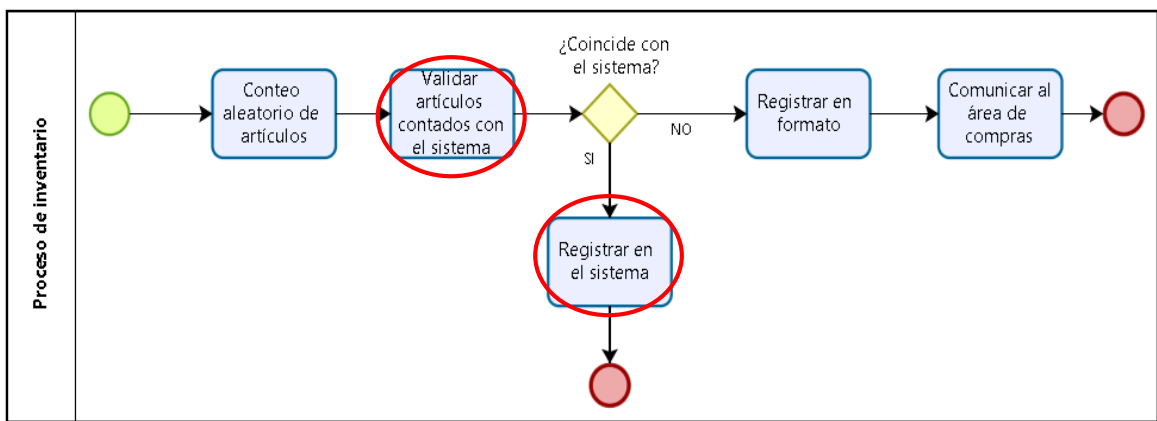 Proceso de inventario
Conteo
aleatorio de
artículos
Validar
artículos
contados con
el sistema
¿Coincide con
el sistema?
NO
SI
Registrar en
formato
Comunicar al
área de
compras
Registrar en
el sistema